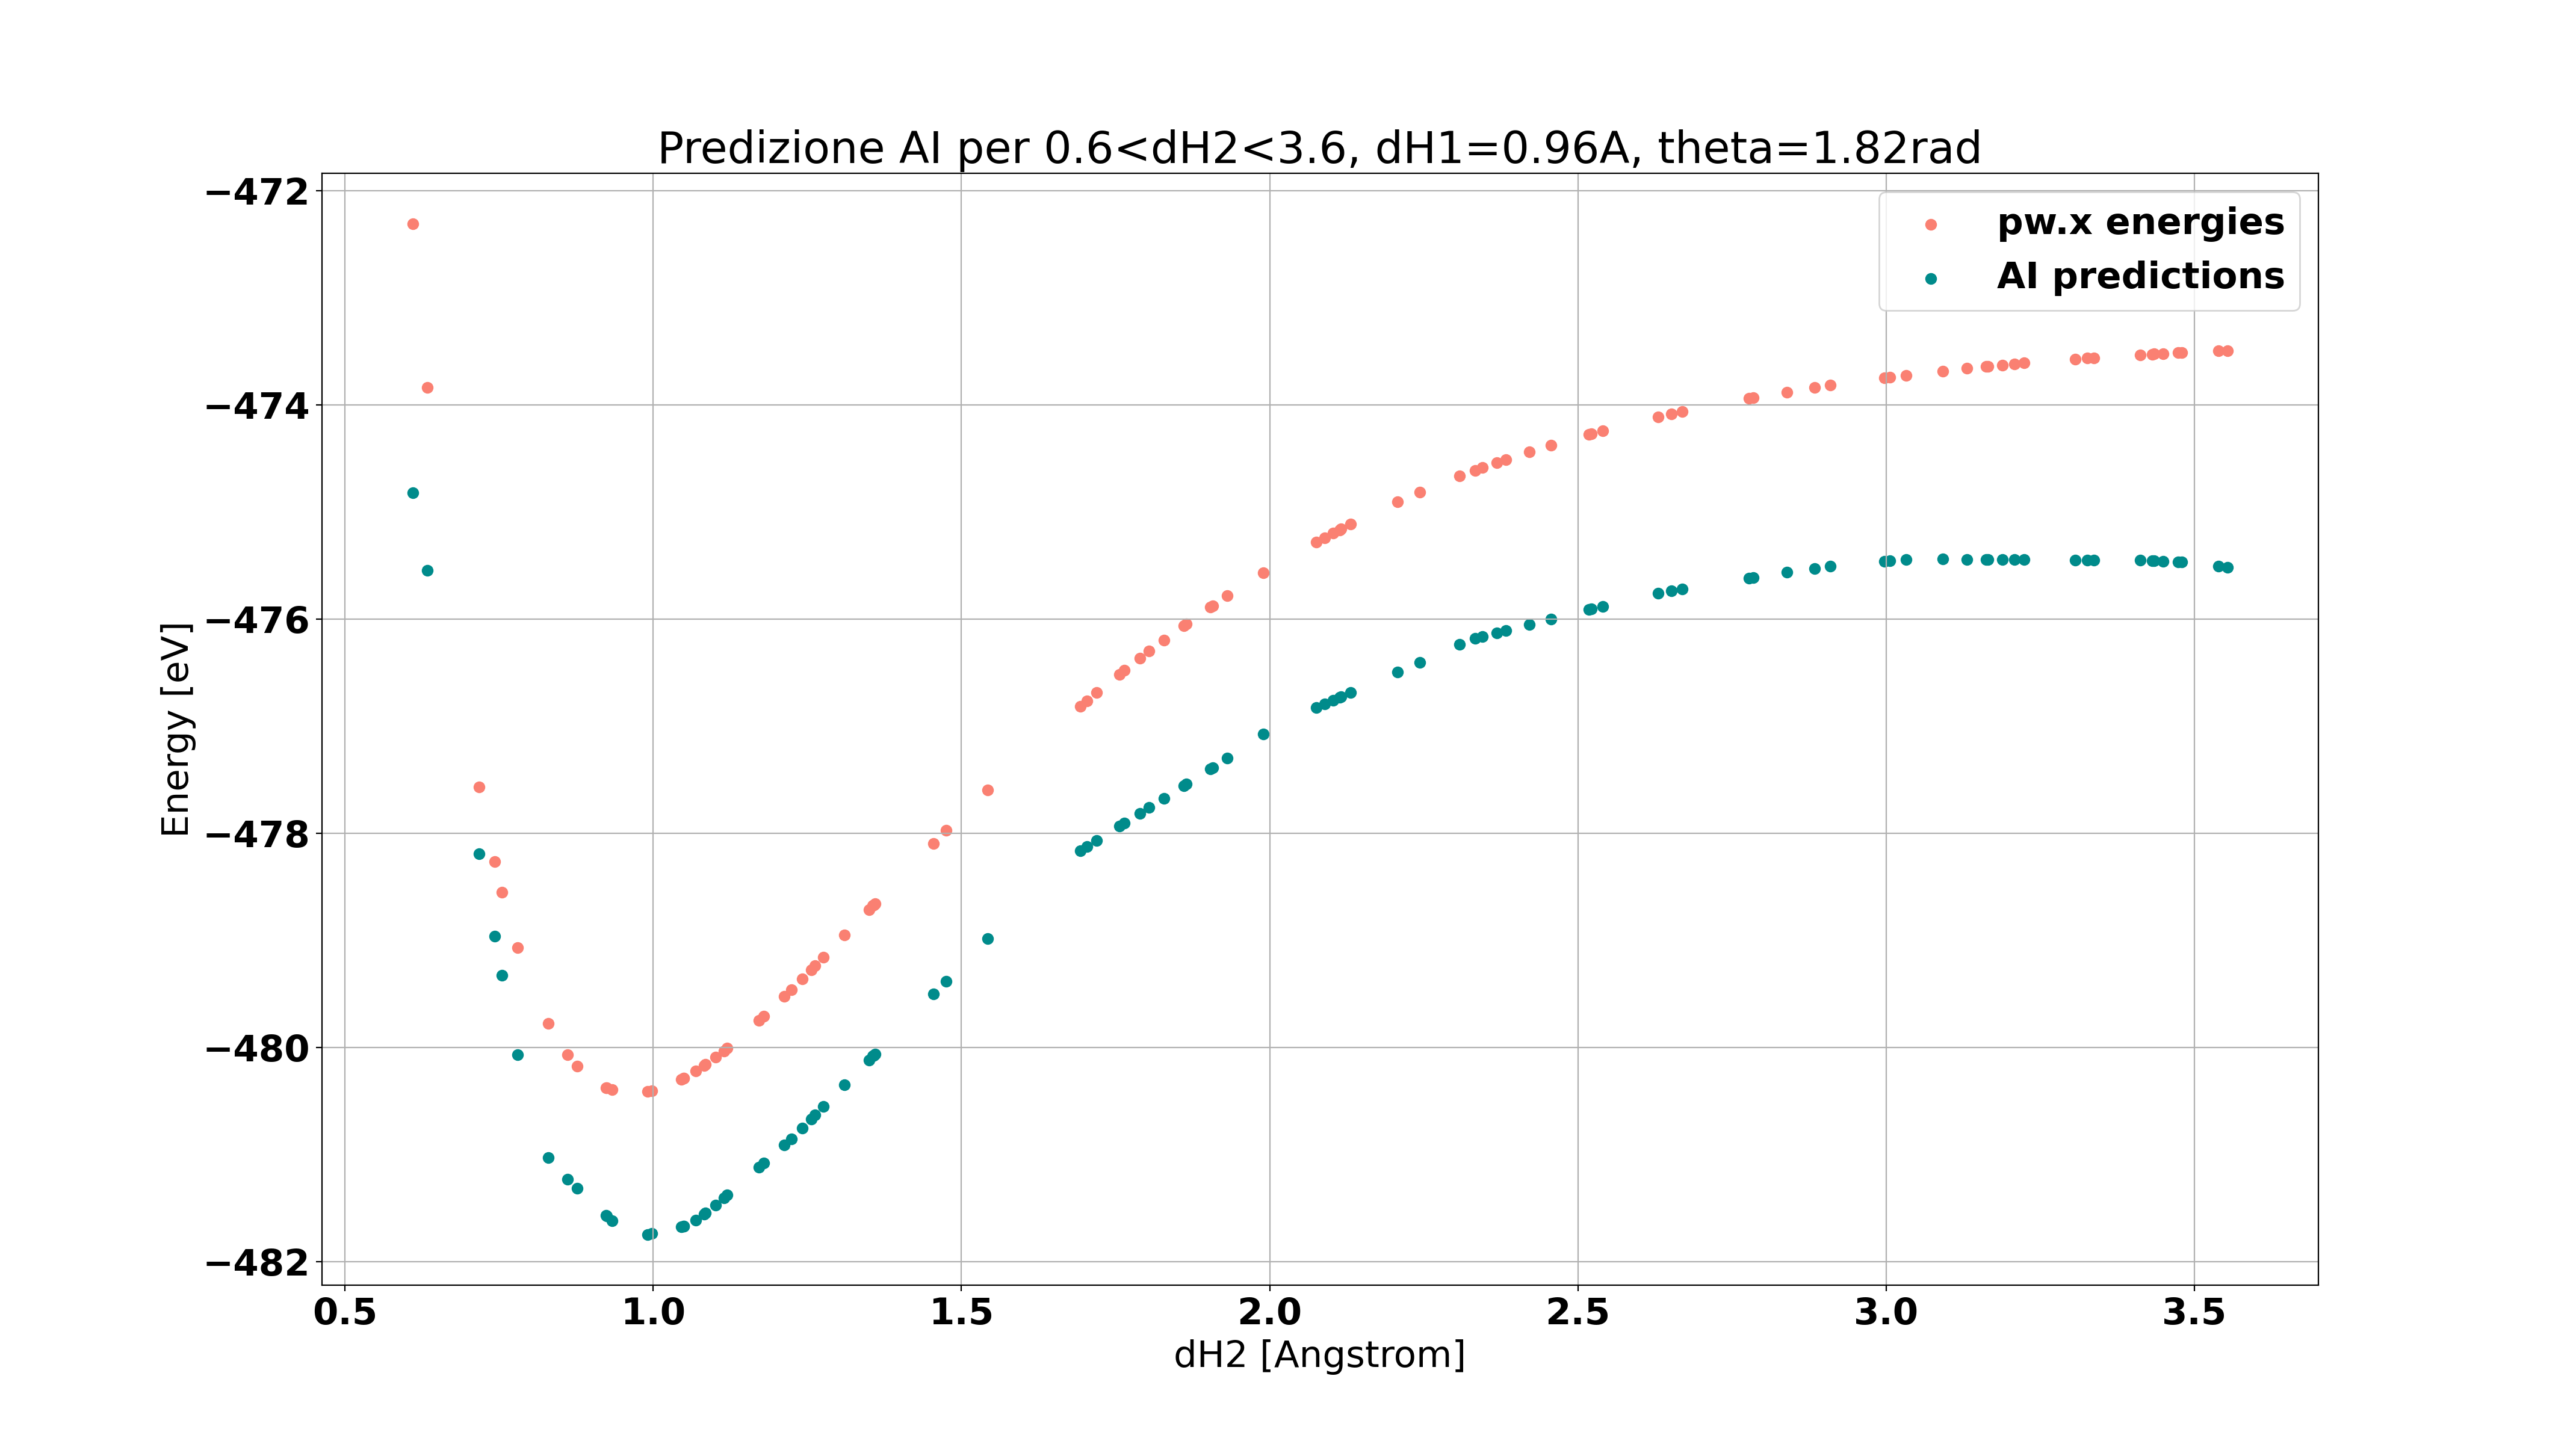 Predizione AI per 0.6<dH2<3.6, dH1=0.96A, theta=1.82rad
−472
−474
−476
−478
−480
−482
Energy [eV]
pw.x energies
AI predictions
0.5 1.0 1.5 2.0 2.5 3.0 3.5
dH2 [Angstrom]